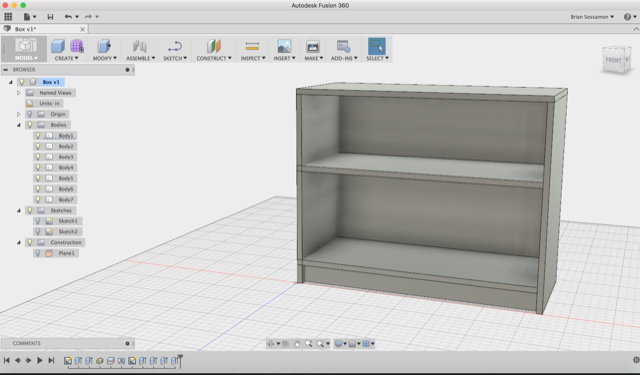 Autodesk Fusion 360
Brian Sossamon
Box v1*
MODEL
CREATE
MODIFY
ASSEMBLE
SKETCH
CONSTRUCT
INSPECT
INSERT
MAKE
ADD-INS
SELECT
FRONT
BROWSER
Box v1
Named Views
Units: in
Origin
Bodies
Body1
Body2
Body3
Body4
Body5
Body6
Body7
Sketches
Sketch1
Sketch2
Construction
Plane1
COMMENTS